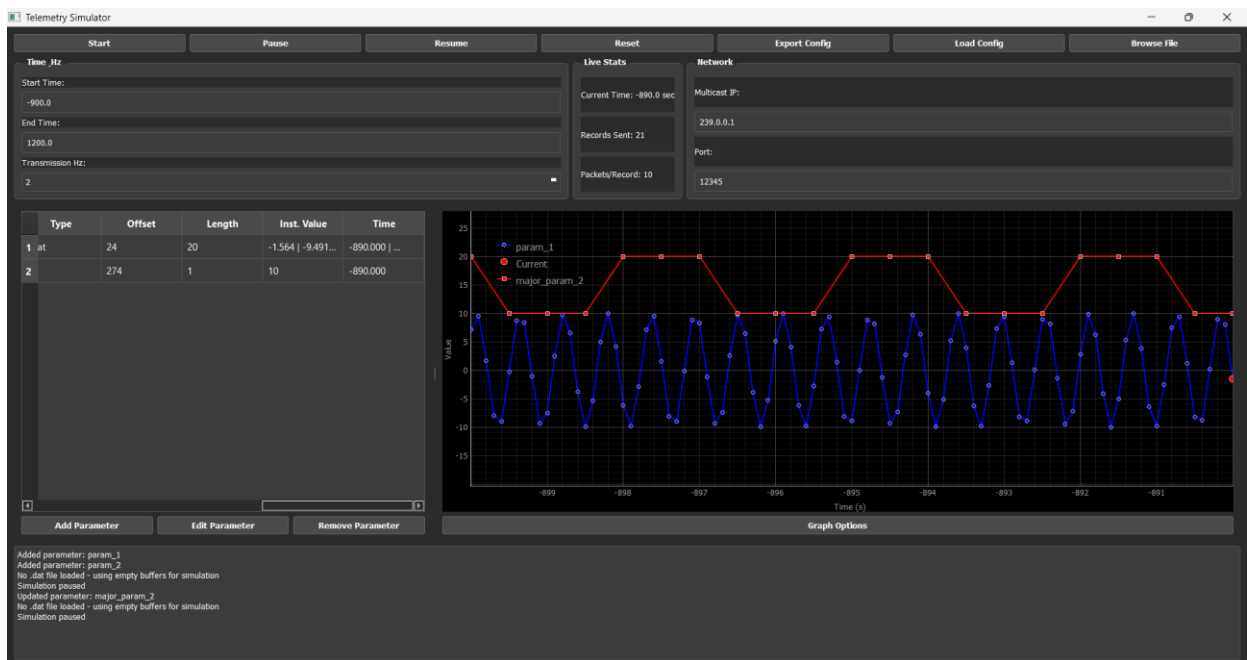 Telemetry Simulator
Start Pause Resume Reset Export Config Load Config Browse File
Time_Hz
Start Time:
-900.0
End Time:
1200.0
Transmission Hz:
2
Live Stats
Current Time: -890.0 sec
Records Sent: 21
Packets/Record: 10
Network
Multicast IP:
239.0.0.1
Port:
12345
Type Offset Length Inst. Value Time
1 at 24 20 -1.564 | -9.491... -890.000 | ...
2 274 1 10 -890.000
Add Parameter Edit Parameter Remove Parameter
param_1
Current
major_param_2
Value
25
20
15
10
5
0
-5
-10
-15
-899 -898 -897 -896 -895 -894 -893 -892 -891
Time (s)
Graph Options
Added parameter: param_1
Added parameter: param_2
No .dat file loaded - using empty buffers for simulation
Simulation paused
Updated parameter: major_param_2
No .dat file loaded - using empty buffers for simulation
Simulation paused